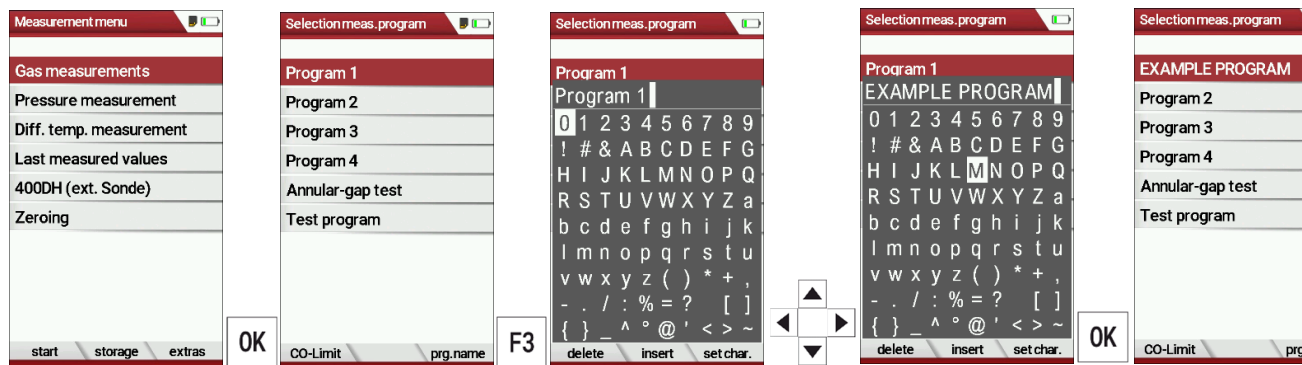 Measurement menu
Gas measurements
Pressure measurement
Diff. temp. measurement
Last measured values
400DH (ext. Sonde)
Zeroing
start storage extras
OK
Selection meas.program
Program 1
Program 2
Program 3
Program 4
Annular-gap test
Test program
CO-Limit prg.name
F3
Selection meas.program
Program 1
Program 1
0 1 2 3 4 5 6 7 8 9
! # & A B C D E F G
H I J K L M N O P Q
R S T U V W X Y Z a
b c d e f g h i j k
l m n o p q r s t u
v w x y z ( ) * + ,
- . / : % = ? [ ]
{ } _ ^ ° @ ' < > ~
delete insert set char.
Selection meas.program
Program 1
EXAMPLE PROGRAM
0 1 2 3 4 5 6 7 8 9
! # & A B C D E F G
H I J K L M N O P Q
R S T U V W X Y Z a
b c d e f g h i j k
l m n o p q r s t u
v w x y z ( ) * + ,
- . / : % = ? [ ]
{ } _ ^ ° @ ' < > ~
delete insert set char.
OK
Selection meas.program
EXAMPLE PROGRAM
Program 2
Program 3
Program 4
Annular-gap test
Test program
CO-Limit prg